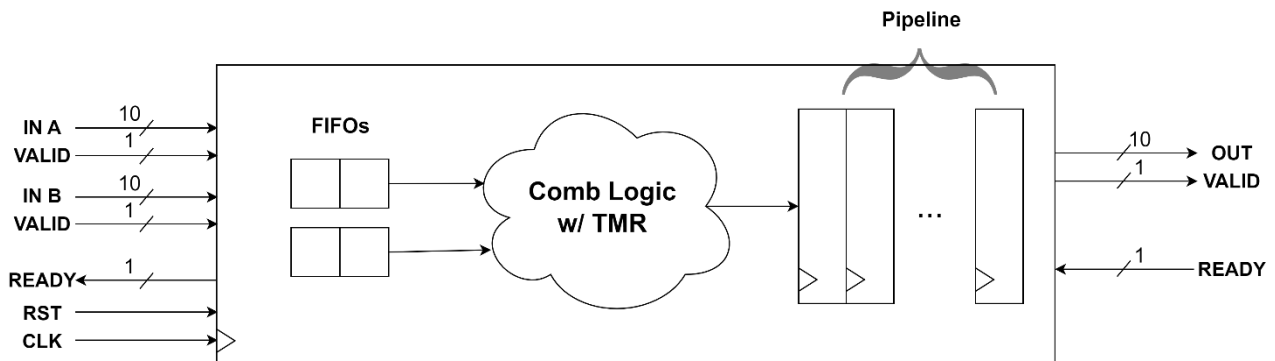 Pipeline
IN A
10
VALID
1
IN B
10
VALID
1
READY
1
RST
CLK
FIFOs
Comb Logic
w/ TMR
...
10
OUT
1
VALID
1
READY